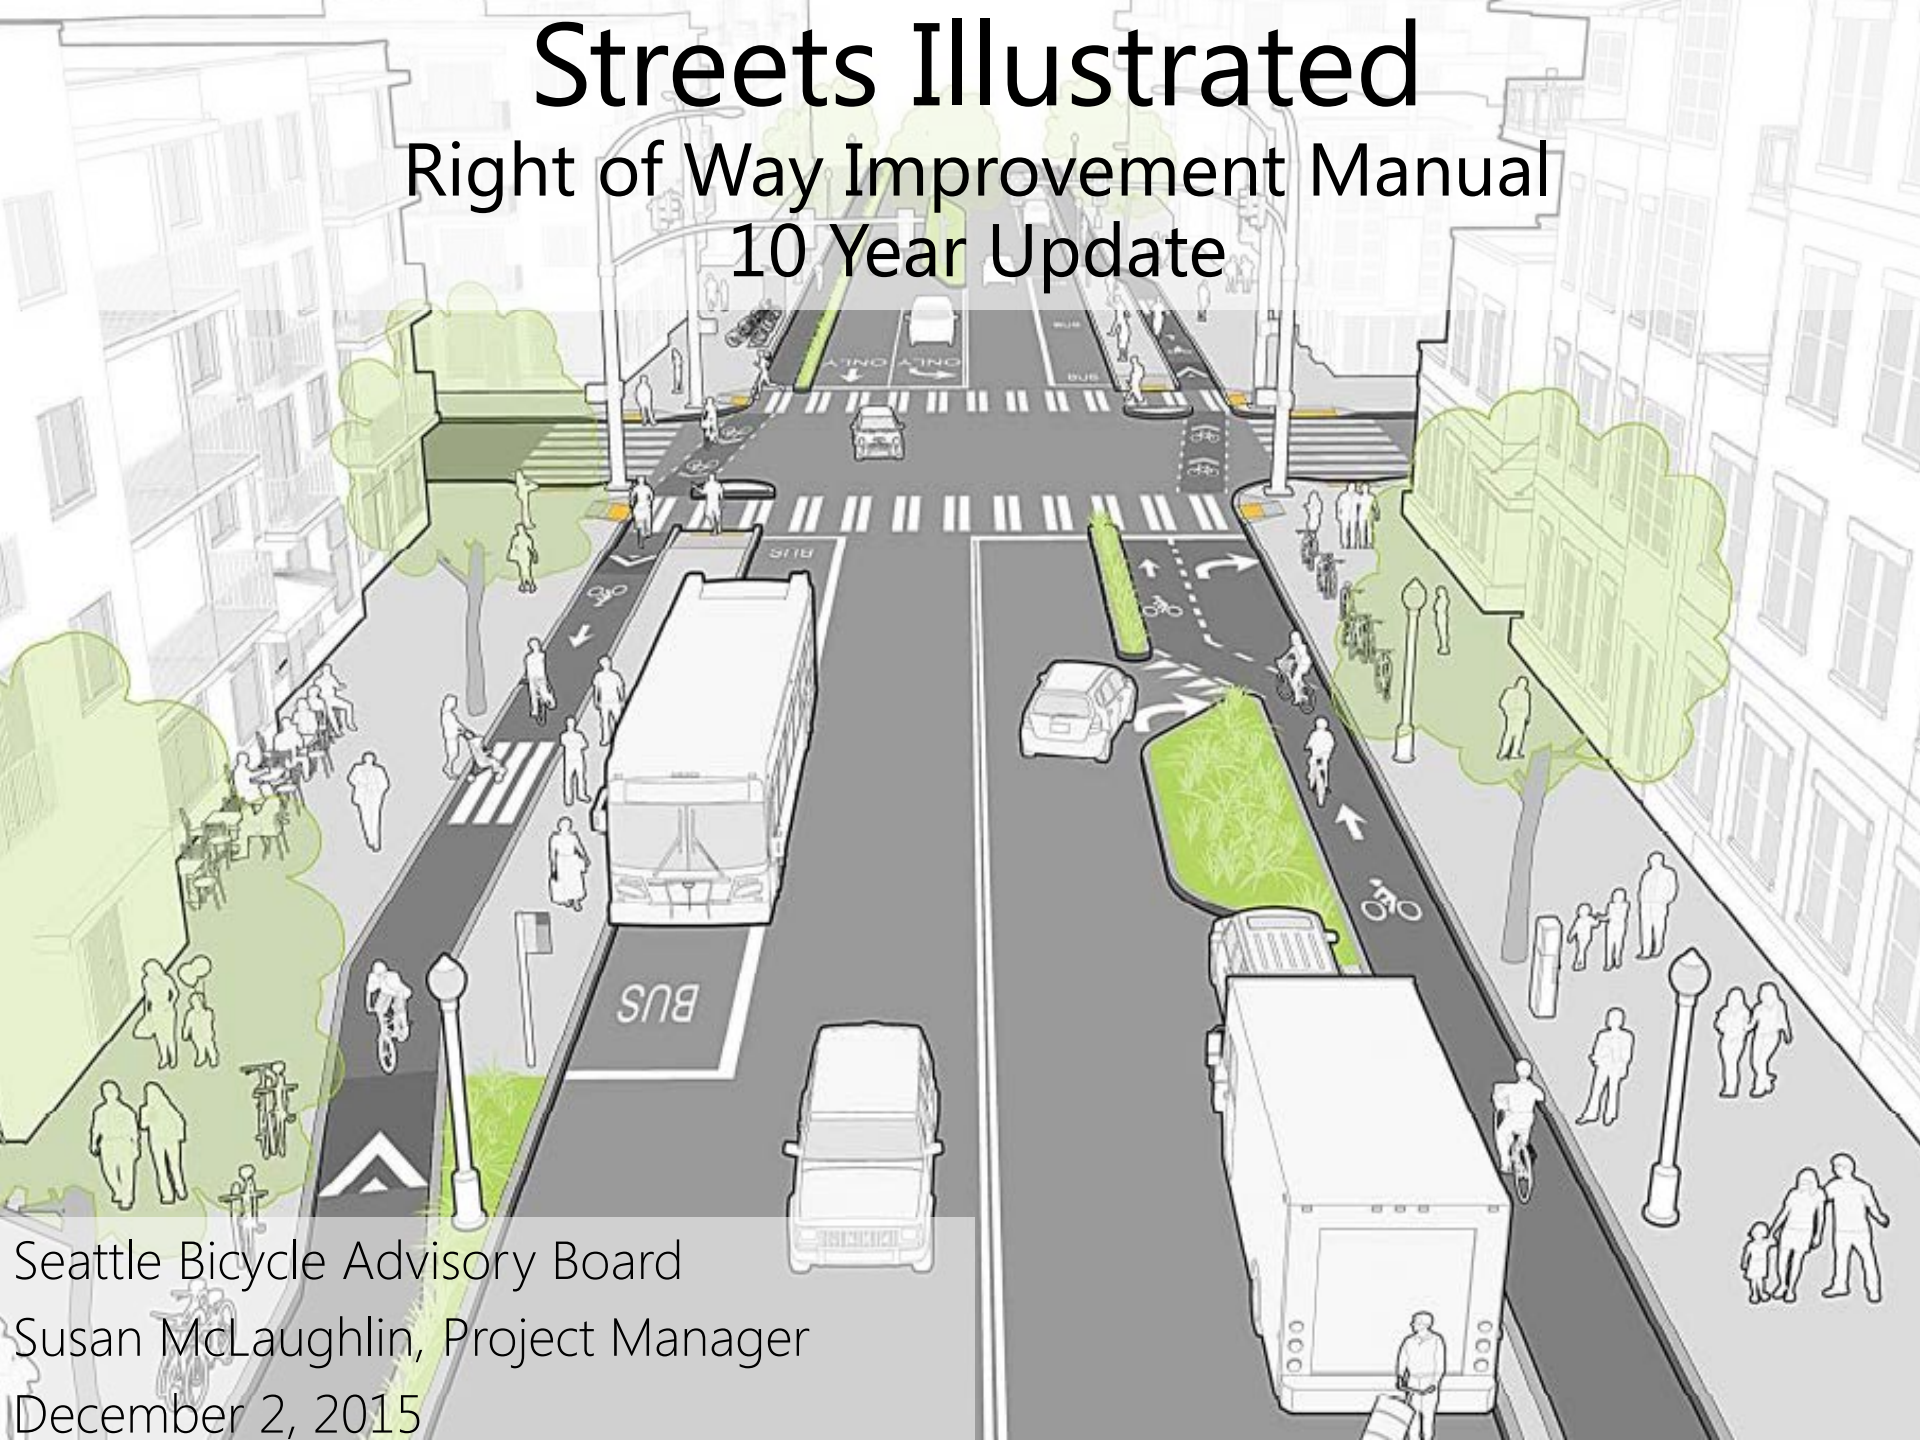 Streets Illustrated
Right of Way Improvement Manual
10 Year Update
BUS
BUS
ONLY
ONLY
BUS
BUS
Seattle Bicycle Advisory Board
Susan McLaughlin, Project Manager
December 2, 2015